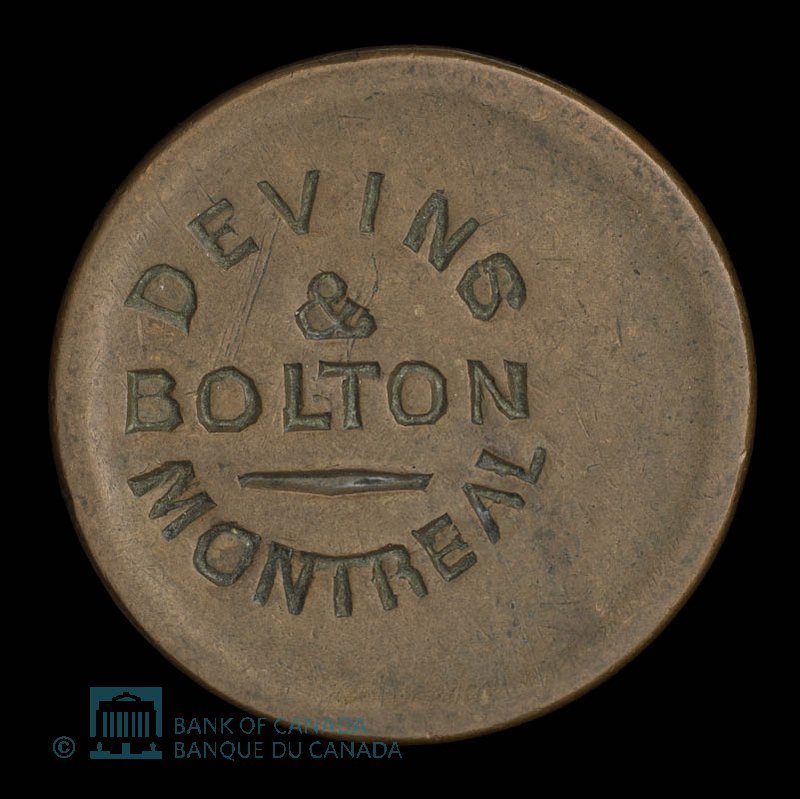 DEVINS
&
BOLTON
MONTREAL
© BANK OF CANADA
BANQUE DU CANADA